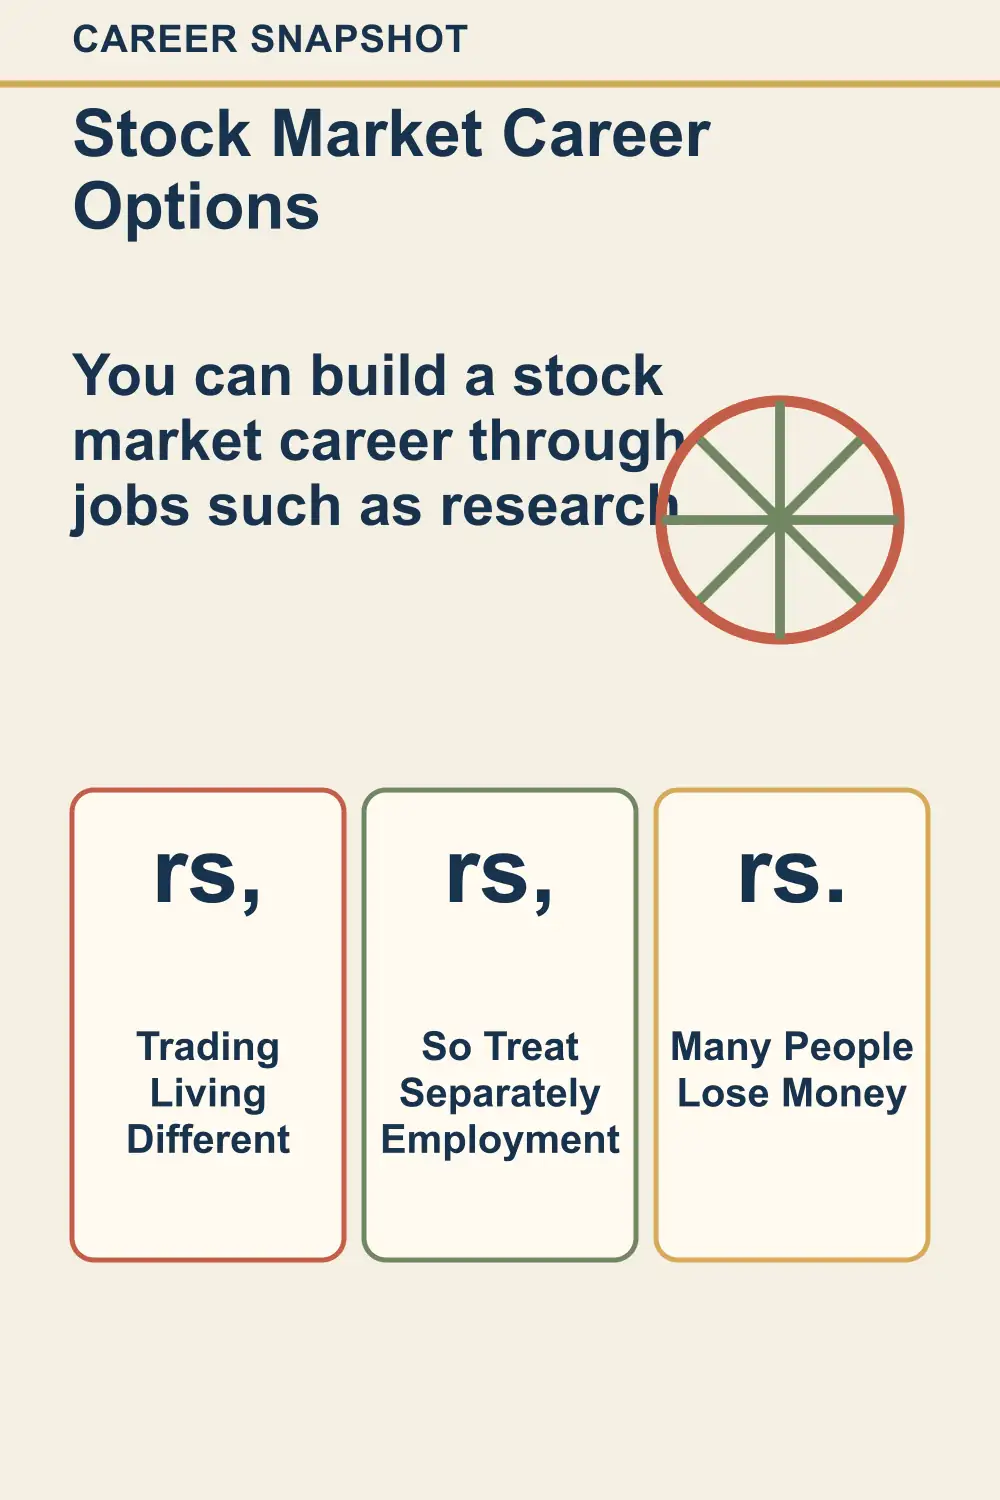 CAREER SNAPSHOT
Stock Market Career
Options
You can build a stock
market career through
jobs such as research
rs,
Trading
Living
Different
rs,
So Treat
Separately
Employment
rs.
Many People
Lose Money